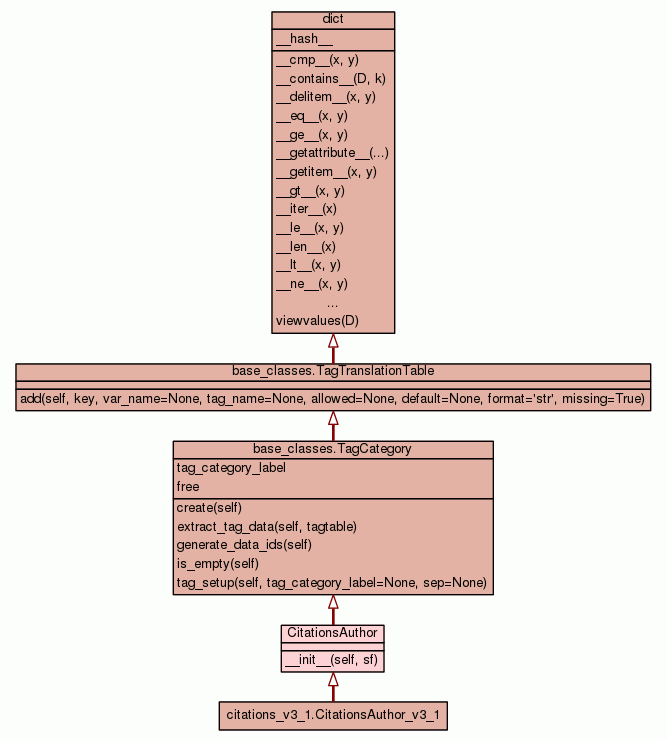 dict
__hash__
__cmp__(x, y)
__contains__(D, k)
__delitem__(x, y)
__eq__(x, y)
__ge__(x, y)
__getattribute__(...)
__getitem__(x, y)
__gt__(x, y)
__iter__(x)
__le__(x, y)
__len__(x)
__lt__(x, y)
__ne__(x, y)
...
viewvalues(D)
base_classes.TagTranslationTable
add(self, key, var_name=None, tag_name=None, allowed=None, default=None, format='str', missing=True)
base_classes.TagCategory
tag_category_label
free
create(self)
extract_tag_data(self, tagtable)
generate_data_ids(self)
is_empty(self)
tag_setup(self, tag_category_label=None, sep=None)
CitationsAuthor
__init__(self, sf)
citations_v3_1.CitationsAuthor_v3_1